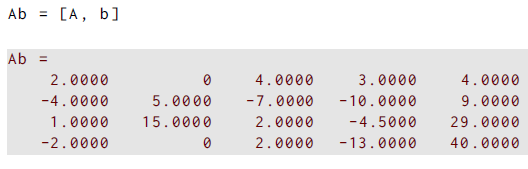 Ab = [A, b]
Ab =
2.0000 0 4.0000 3.0000 4.0000
-4.0000 5.0000 -7.0000 -10.0000 9.0000
1.0000 15.0000 2.0000 -4.5000 29.0000
-2.0000 0 2.0000 -13.0000 40.0000